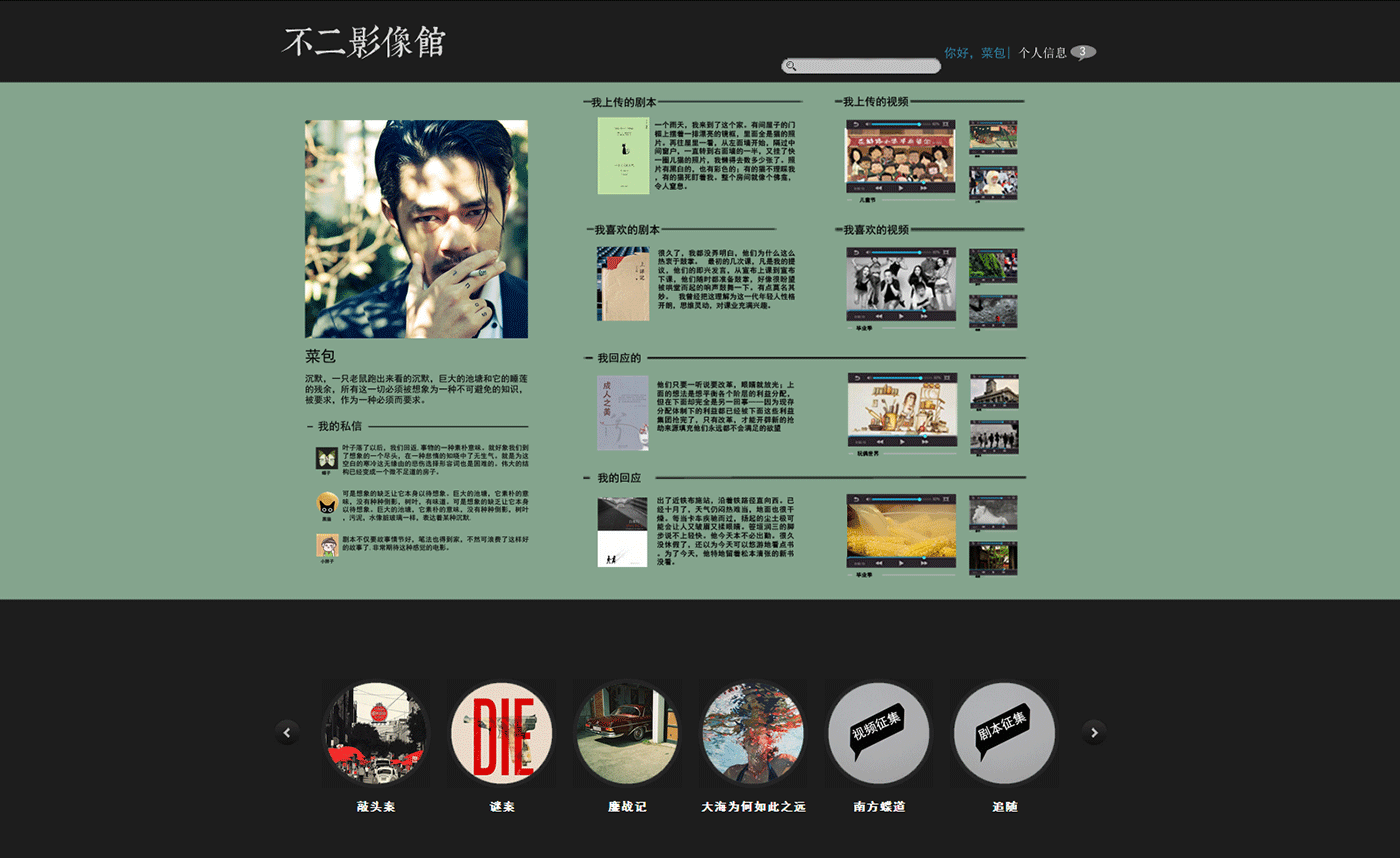 不二影像館
你好，菜包| 个人信息 3
菜包
沉默，一只老鼠跑出来看的沉默，巨大的池塘和它的睡莲
的残余，所有这一切必须被想象为一种不可避免的知识，
被要求，作为一种必须而要求。
我的私信
叶子落了以后，我们回返.事物的一种素朴意味。就好象我们到
了想象的一个尽头，在一种怠惰的知晓中了无生气。就是为这
空白的寒冷这无缘由的悲伤选择形容词也是困难的。伟大的结
构已经变成一个微不足道的房子。
可是想象的缺乏让它本身以待想象。巨大的池塘，它素朴的意
味，没有种种倒影，树叶，有味道。可是想象的缺乏让它本身
以待想象。巨大的池塘，它素朴的意味，没有种种倒影，树叶
，污泥，水像脏玻璃一样，表达着某种沉默.
剧本不仅要故事情节好，笔法也得到家，不然可浪费了这样好
的故事了.非常期待这种感觉的电影。
小胖子
我上传的剧本
一个雨天，我来到了这个家。有间屋子的门
楣上摆着一排漂亮的镜框，里面全是猫的照
片。再往屋里一看，从左面墙开始，隔过中
间窗户，一直转到右面墙的一半，又挂了快
一圈儿猫的照片，我懒得去数多少张了。照
片有黑白的，也有彩色的；有的猫不理睬我
，有的猫死盯着我。整个房间就像个佛龛，
令人窒息。
我喜欢的剧本
很久了，我都没弄明白，他们为什么这么
热衷于鼓掌。 最初的几次课，凡是我的提
议，他们的即兴发言，从宣布上课到宣布
下课，他们随时都准备鼓掌，好像很盼望
被哄堂而起的响声鼓舞一下。有点莫名其
妙。 我曾经把这理解为这一代年轻人性格
开朗，思维灵动，对课业充满兴趣。
我回应的
成人之美
他们只要一听说要改革，眼睛就放光；上
面的想法是想平衡各个阶层的利益分配，
但在下面却完全是另一回事——因为现存
分配体制下的利益都已经被下面这些利益
集团抢完了，只有改革，才能开辟新的抢
劫来源填充他们永远都不会满足的欲望
我的回应
出了近铁布施站，沿着铁路径直向西。已
经十月了，天气仍闷热难当，地面也很干
燥。每当卡车疾驰而过，扬起的尘土极可
能会让人又皱眉又揉眼睛。笹垣润三的脚
步说不上轻快。他今天本不必出勤。很久
没休假了，还以为今天可以悠游地看点书
。为了今天，他特地留着松本清张的新书
没看。
我上传的视频
儿童节
我喜欢的视频
毕业季
玩偶世界
毕业季
DIE
视频征集
剧本征集
敲头案
谜案
鏖战记
大海为何如此之远
南方蝶道
追随